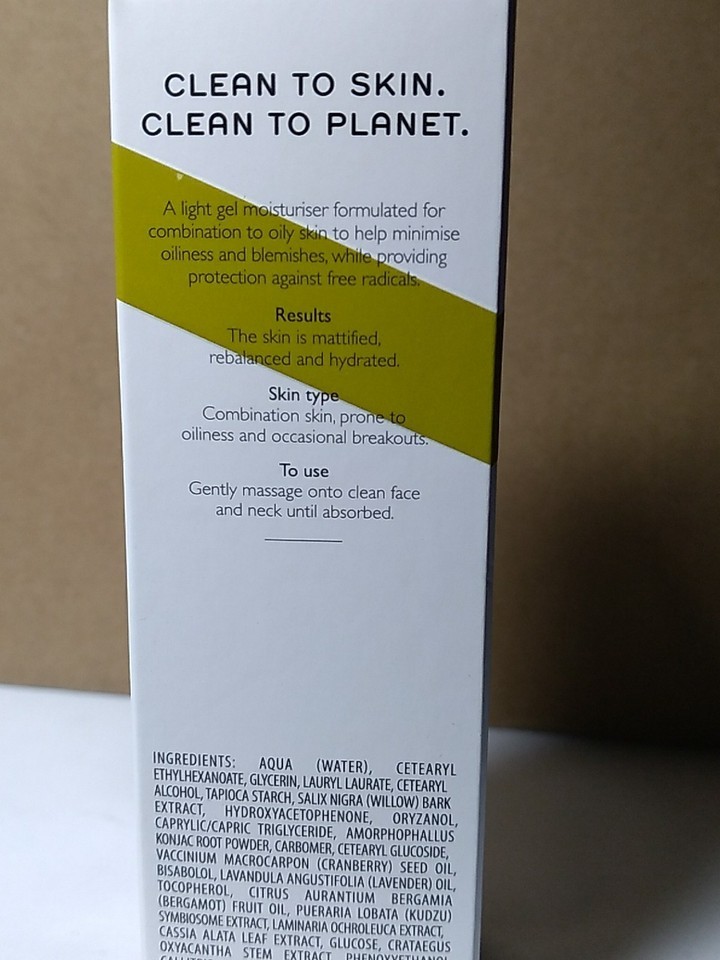 CLEAN TO SKIN.
CLEAN TO PLANET.
A light gel moisturiser formulated for
combination to oily skin to help minimise
oiliness and blemishes, while providing
protection against free radicals.
Results
The skin is mattified,
rebalanced and hydrated.
Skin type
Combination skin, prone to
oiliness and occasional breakouts.
To use
Gently massage onto clean face
and neck until absorbed.
INGREDIENTS: AQUA (WATER), CETEARYL
ETHYLHEXANOATE, GLYCERIN, LAURYL LAURATE, CETEARYL
ALCOHOL, TAPIOCA STARCH, SALIX NIGRA (WILLOW) BARK
EXTRACT, HYDROXYACETOPHENONE, ORYZANOL,
CAPRYLIC/CAPRIC TRIGLYCERIDE, AMORPHOPHALLUS
KONJAC ROOT POWDER, CARBOMER, CETEARYL GLUCOSIDE,
VACCINIUM MACROCARPON (CRANBERRY) SEED OIL,
BISABOLOL, LAVANDULA ANGUSTIFOLIA (LAVENDER) OIL,
TOCOPHEROL, CITRUS AURANTIUM BERGAMIA
(BERGAMOT) FRUIT OIL, PUERARIA LOBATA (KUDZU)
SYMBIOSOME EXTRACT, LAMINARIA OCHROLEUCA EXTRACT,
CASSIA ALATA LEAF EXTRACT, GLUCOSE, CRATAEGUS
OXYACANTHA STEM EXTRACT, PHENOXYETHANOL